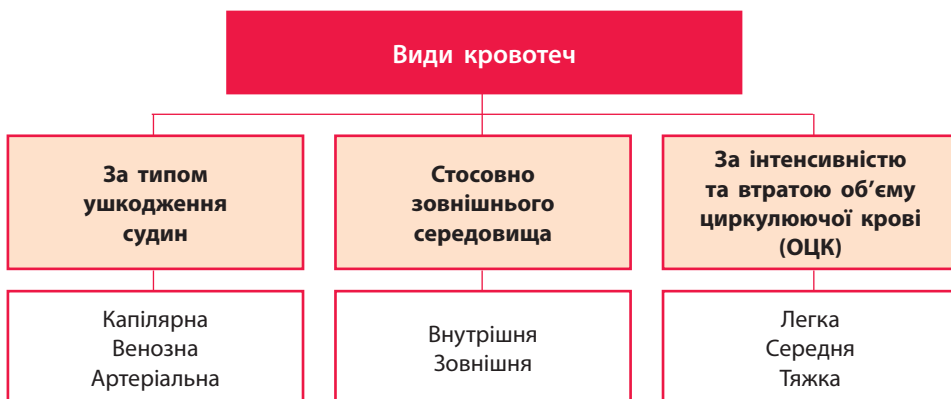 Види кровотеч
За типом
ушкодження
судин
Стосовно
зовнішнього
середовища
За інтенсивністю
та втратою об’єму
циркулюючої крові
(ОЦК)
Капілярна
Венозна
Артеріальна
Внутрішня
Зовнішня
Легка
Середня
Тяжка